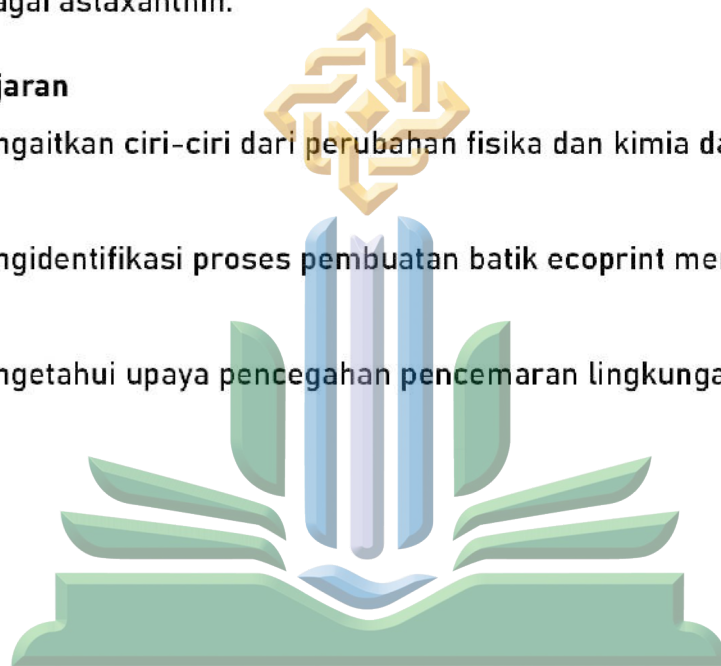 bagai astaxanthin.
jaran
ngaitkan ciri-ciri dari perubahan fisika dan kimia da
ngidentifikasi proses pembuatan batik ecoprint me
ngetahui upaya pencegahan pencemaran lingkunga